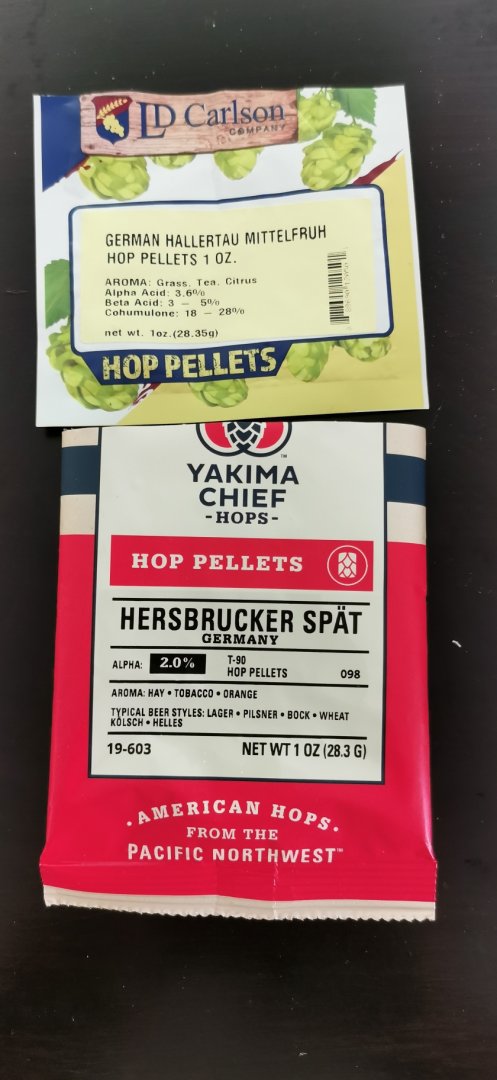 LD Carlson
COMPANY
GERMAN HALLERTAU MITTELFRUH
HOP PELLETS 1 OZ.
AROMA: Grass, Tea, Citrus
Alpha Acid: 3.6%
Beta Acid: 3 – 5%
Cohumulone: 18 – 28%
net wt. 1oz.(28.35g)
HOP PELLETS
YAKIMA
CHIEF
-HOPS-
HOP PELLETS
HERSBRUCKER SPÄT
GERMANY
ALPHA: 2.0% T-90
HOP PELLETS 098
AROMA: HAY • TOBACCO • ORANGE
TYPICAL BEER STYLES: LAGER • PILSNER • BOCK • WHEAT
KÖLSCH • HELLES
19-603 NET WT 1 OZ (28.3 G)
•AMERICAN HOPS•
FROM THE
PACIFIC NORTHWEST™